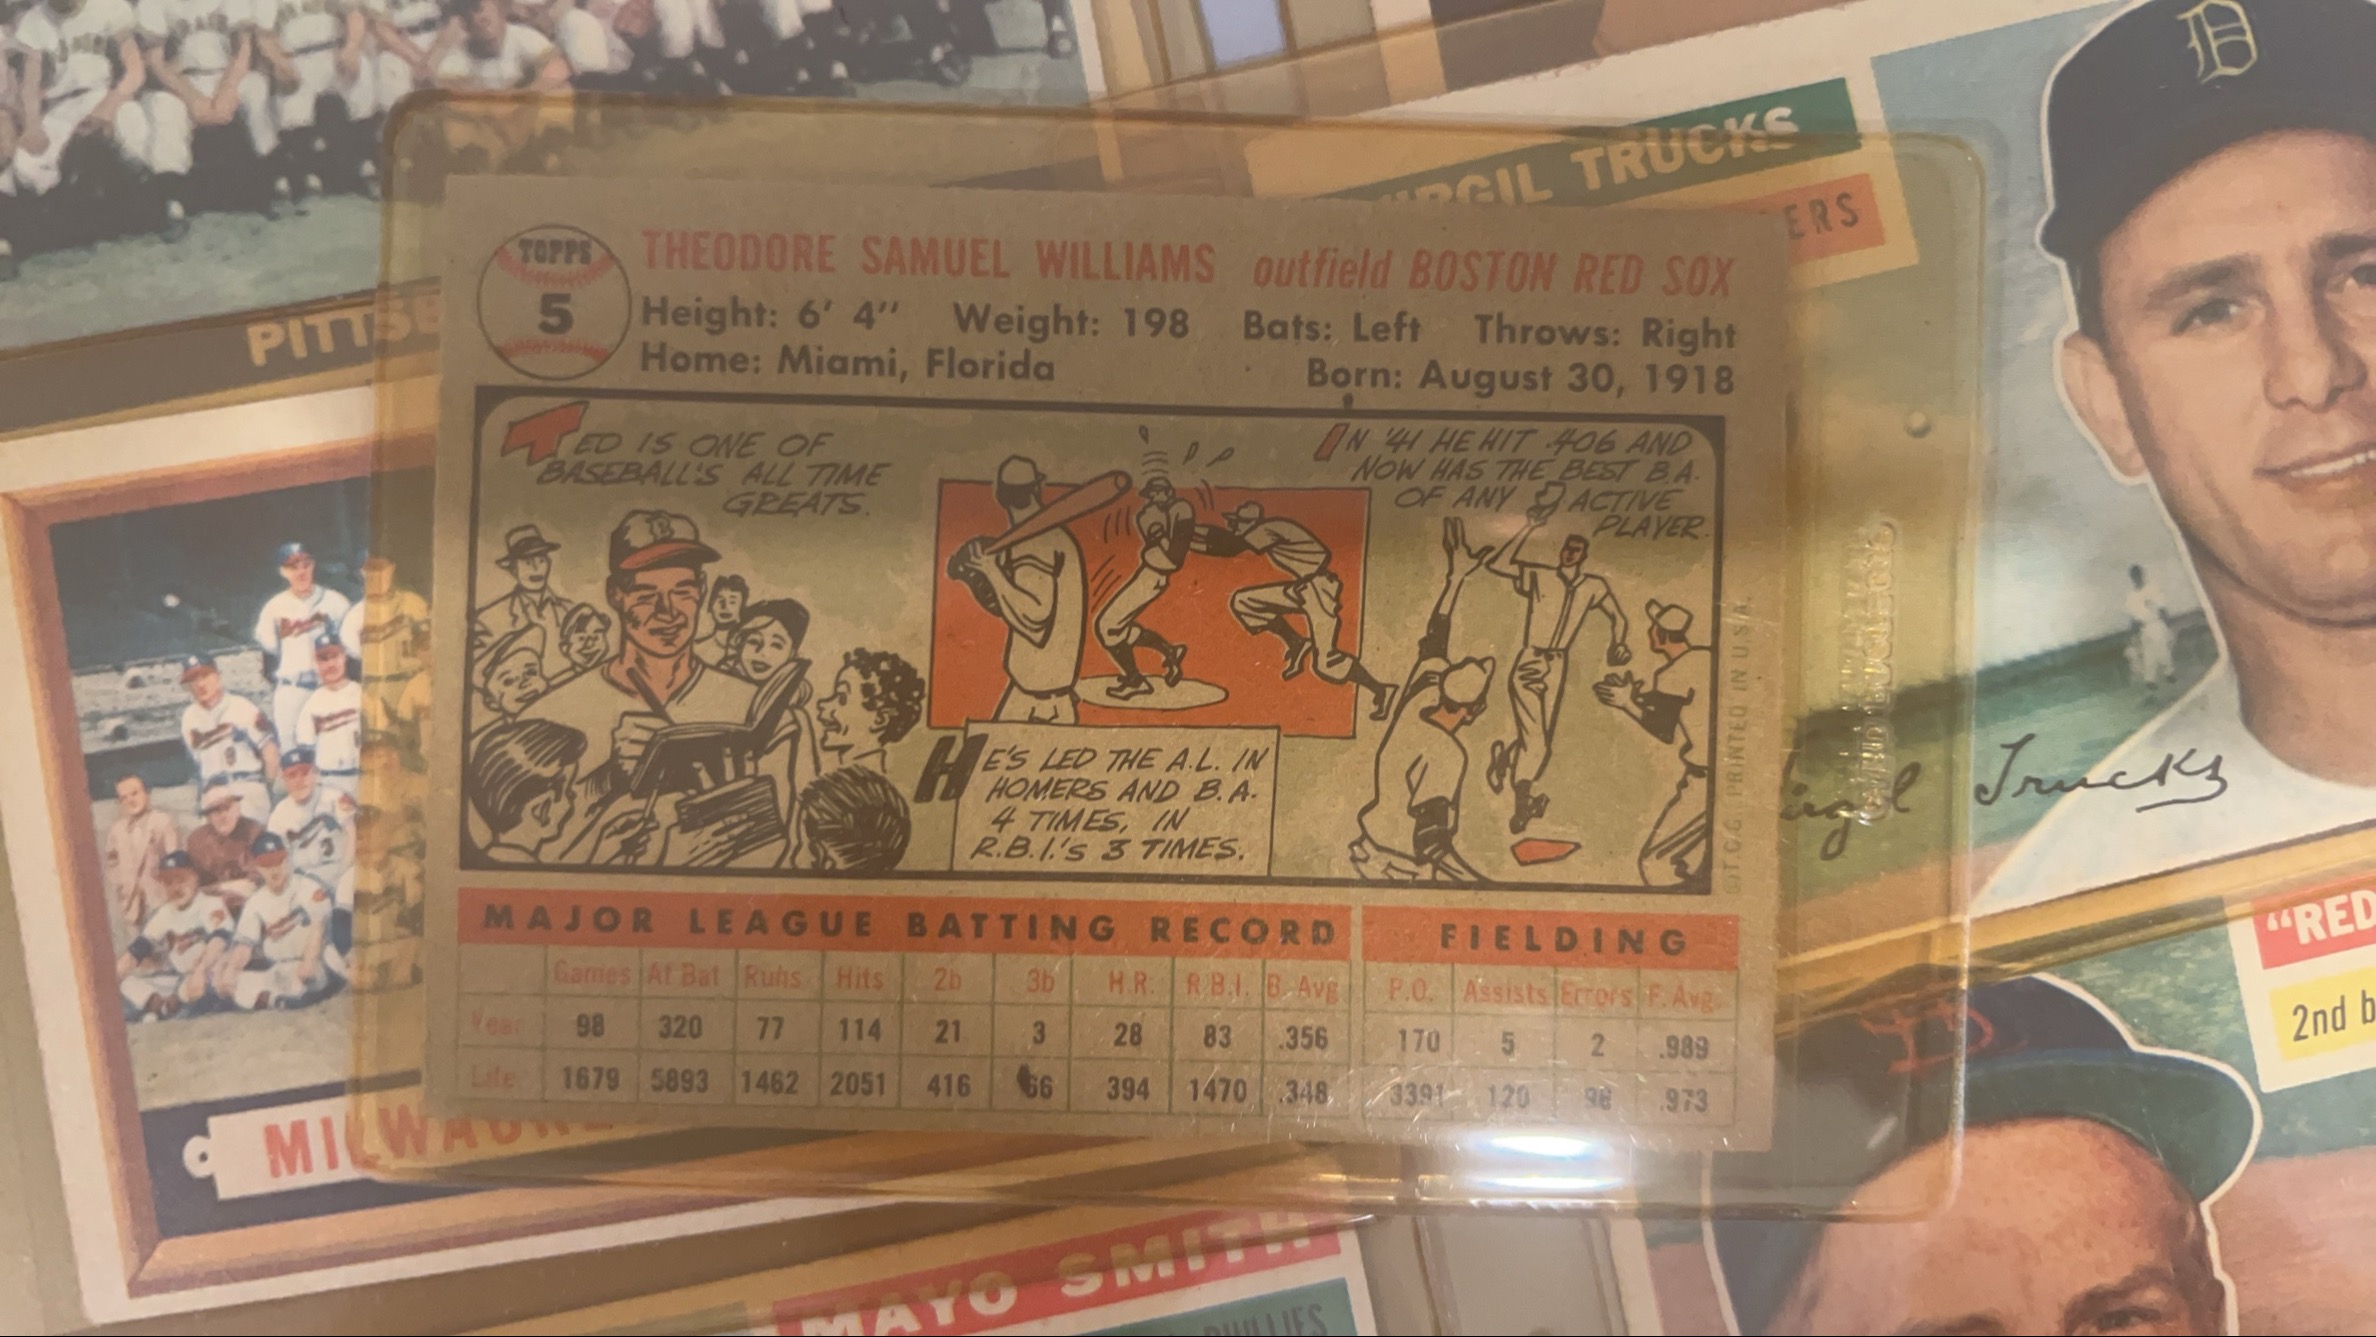 PITTSB
VIRGIL TRUCKS
ERS
TOPPS
5
THEODORE SAMUEL WILLIAMS outfield BOSTON RED SOX
Height: 6' 4" Weight: 198 Bats: Left Throws: Right
Home: Miami, Florida Born: August 30, 1918
TED IS ONE OF
BASEBALL'S ALL TIME
GREATS.
HE'S LED THE A.L. IN
HOMERS AND B.A.
4 TIMES, IN
R.B.I.'S 3 TIMES.
IN '41 HE HIT .406 AND
NOW HAS THE BEST B.A.
OF ANY ACTIVE
PLAYER.
©T.C.G. PRINTED IN U.S.A.
MAJOR LEAGUE BATTING RECORD FIELDING
Games At Bat Runs Hits 2b 3b H.R. R.B.I. B. Avg P.O. Assists Errors F. Avg.
Year 98 320 77 114 21 3 28 83 .356 170 5 2 .989
Life 1679 5893 1462 2051 416 66 394 1470 .348 3391 120 .973
Virgil Trucks
"RED
2nd b
MILWAUKE
MAYO SMITH
PHILLIES